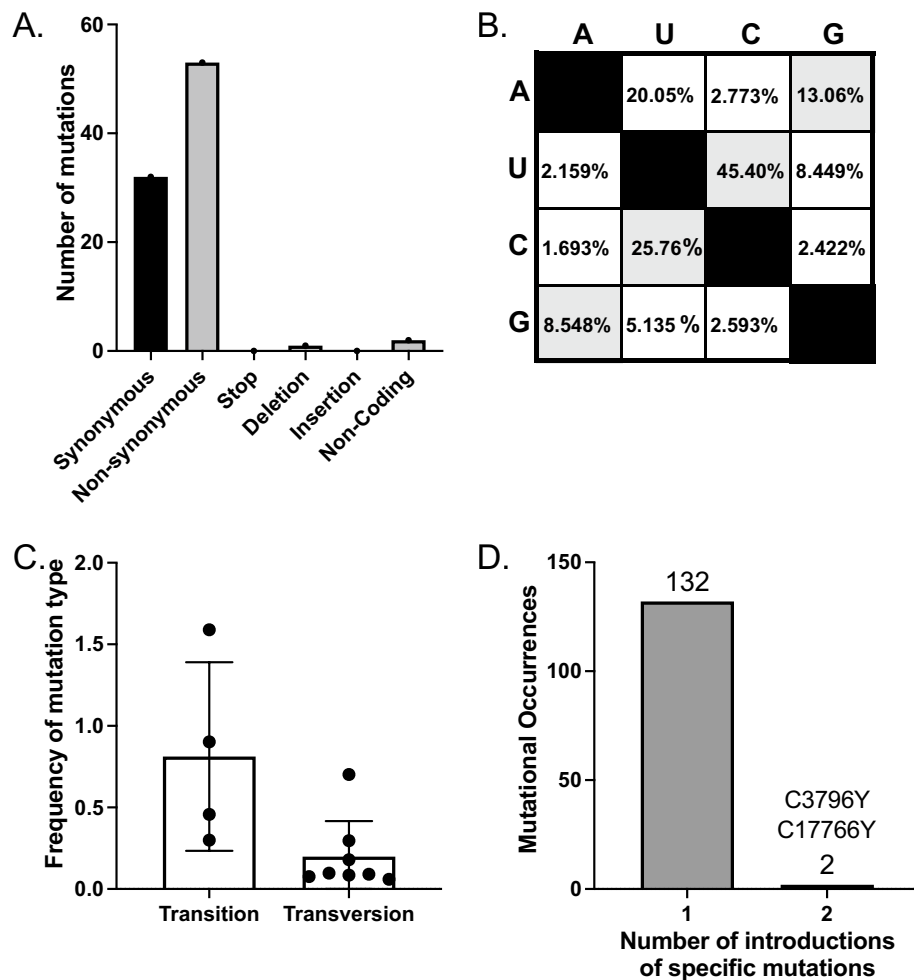 A.
Number of mutations
60
40
20
0
Synonymous
Non-synonymous
Stop
Deletion
Insertion
Non-Coding
B.
A U C G
A 20.05% 2.773% 13.06%
U 2.159% 45.40% 8.449%
C 1.693% 25.76% 2.422%
G 8.548% 5.135 % 2.593%
C.
Frequency of mutation type
2.0
1.5
1.0
0.5
0.0
Transition Transversion
D.
Mutational Occurrences
150
100
50
0
132
C3796Y
C17766Y
2
1 2
Number of introductions
of specific mutations